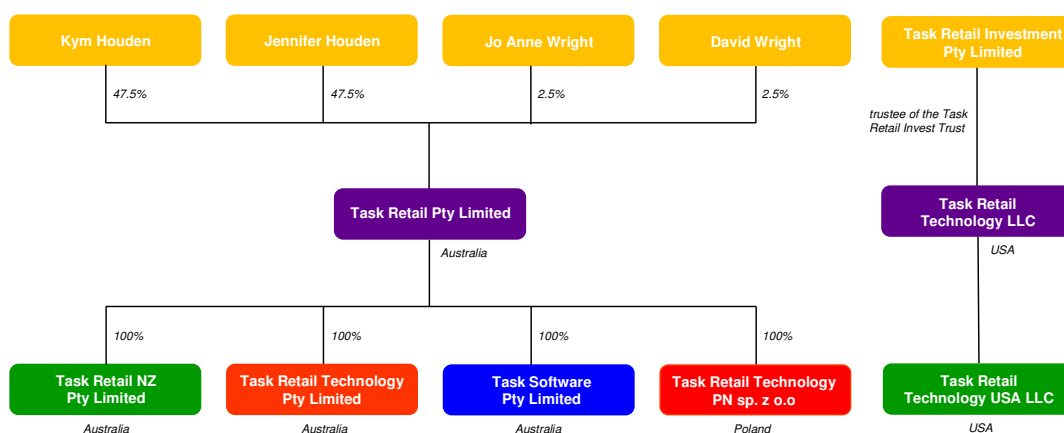 Kym Houden
Jennifer Houden
Jo Anne Wright
David Wright
Task Retail Investment
Pty Limited
47.5%
47.5%
2.5%
2.5%
trustee of the Task
Retail Invest Trust
Task Retail Pty Limited
Task Retail
Technology LLC
Australia
USA
100%
100%
100%
100%
Task Retail NZ
Pty Limited
Task Retail Technology
Pty Limited
Task Software
Pty Limited
Task Retail Technology
PN sp. z o.o
Task Retail
Technology USA LLC
Australia
Australia
Australia
Poland
USA